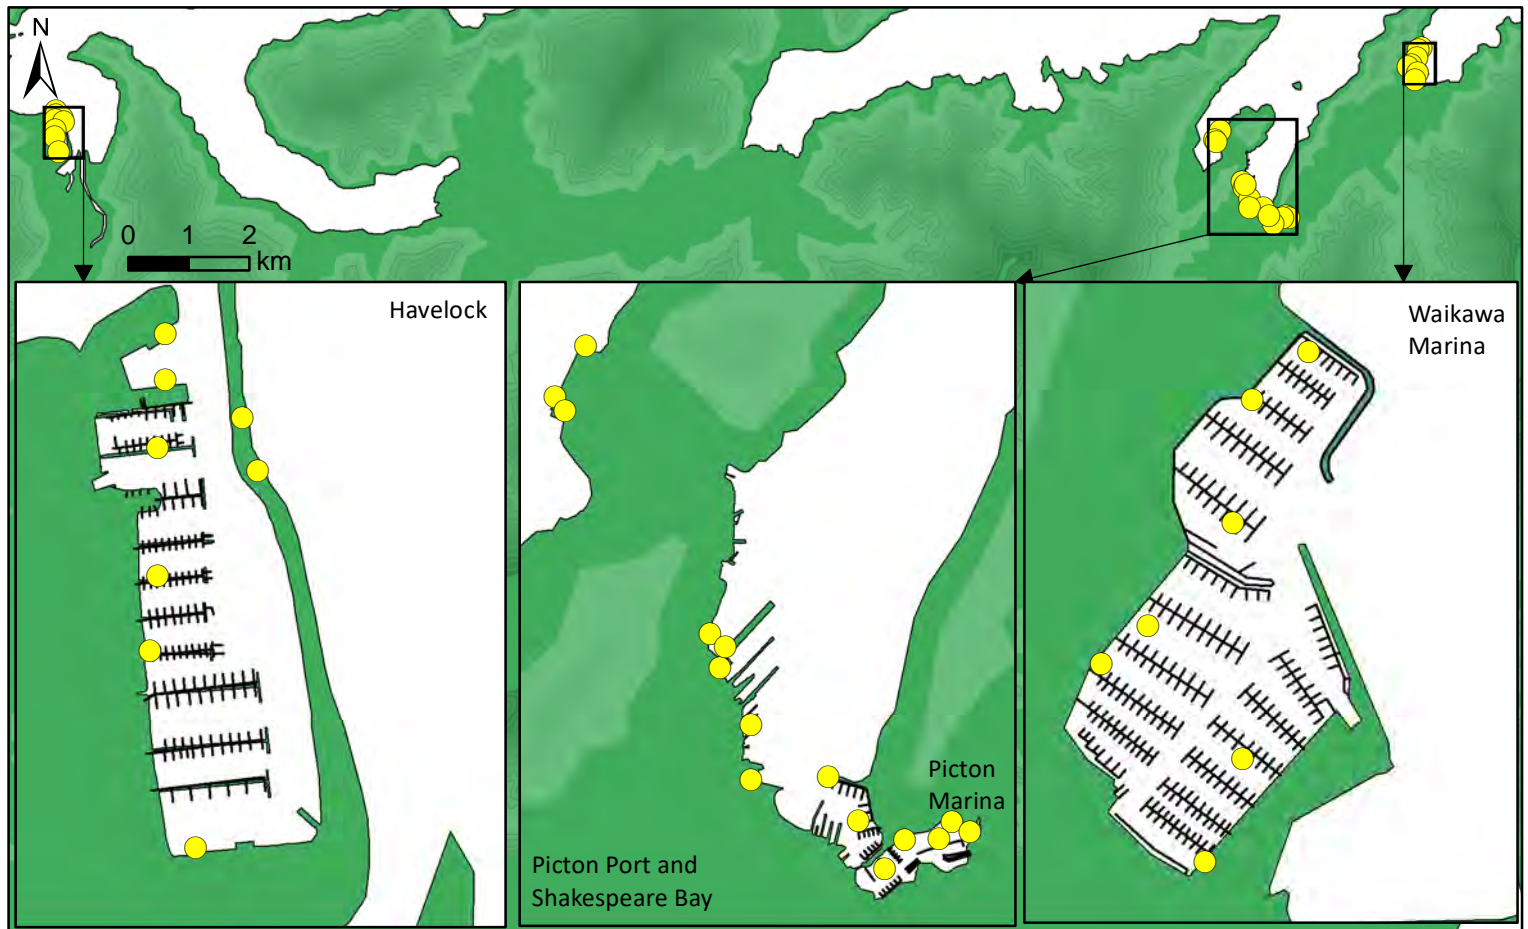 N
0 1 2
km
Havelock
Picton
Marina
Picton Port and
Shakespeare Bay
Waikawa
Marina